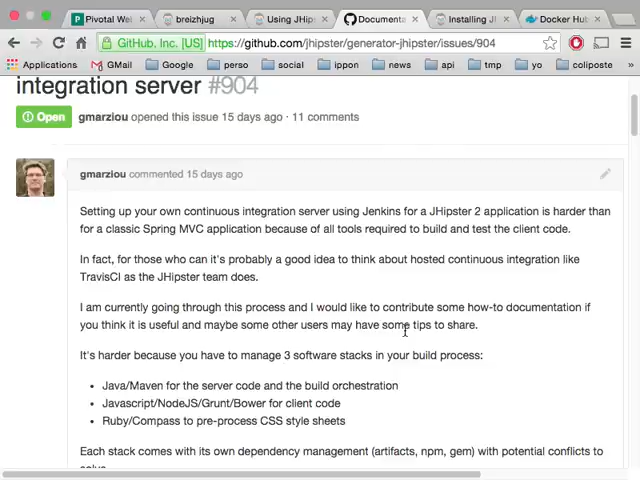 Pivotal Wel
breizhjug
Using JHip
Documenta
Installing J
Docker Hub
GitHub, Inc. [US]
https://github.com/jhipster/generator-jhipster/issues/904
Applications
GMail
Google
perso
social
ippon
news
api
tmp
yo
coliposte
»
integration server #904
Open
gmarziou opened this issue 15 days ago · 11 comments
gmarziou commented 15 days ago
Setting up your own continuous integration server using Jenkins for a JHipster 2 application is harder than
for a classic Spring MVC application because of all tools required to build and test the client code.
In fact, for those who can it's probably a good idea to think about hosted continuous integration like
TravisCI as the JHipster team does.
I am currently going through this process and I would like to contribute some how-to documentation if
you think it is useful and maybe some other users may have some tips to share.
It's harder because you have to manage 3 software stacks in your build process:
• Java/Maven for the server code and the build orchestration
• Javascript/NodeJS/Grunt/Bower for client code
• Ruby/Compass to pre-process CSS style sheets
Each stack comes with its own dependency management (artifacts, npm, gem) with potential conflicts to